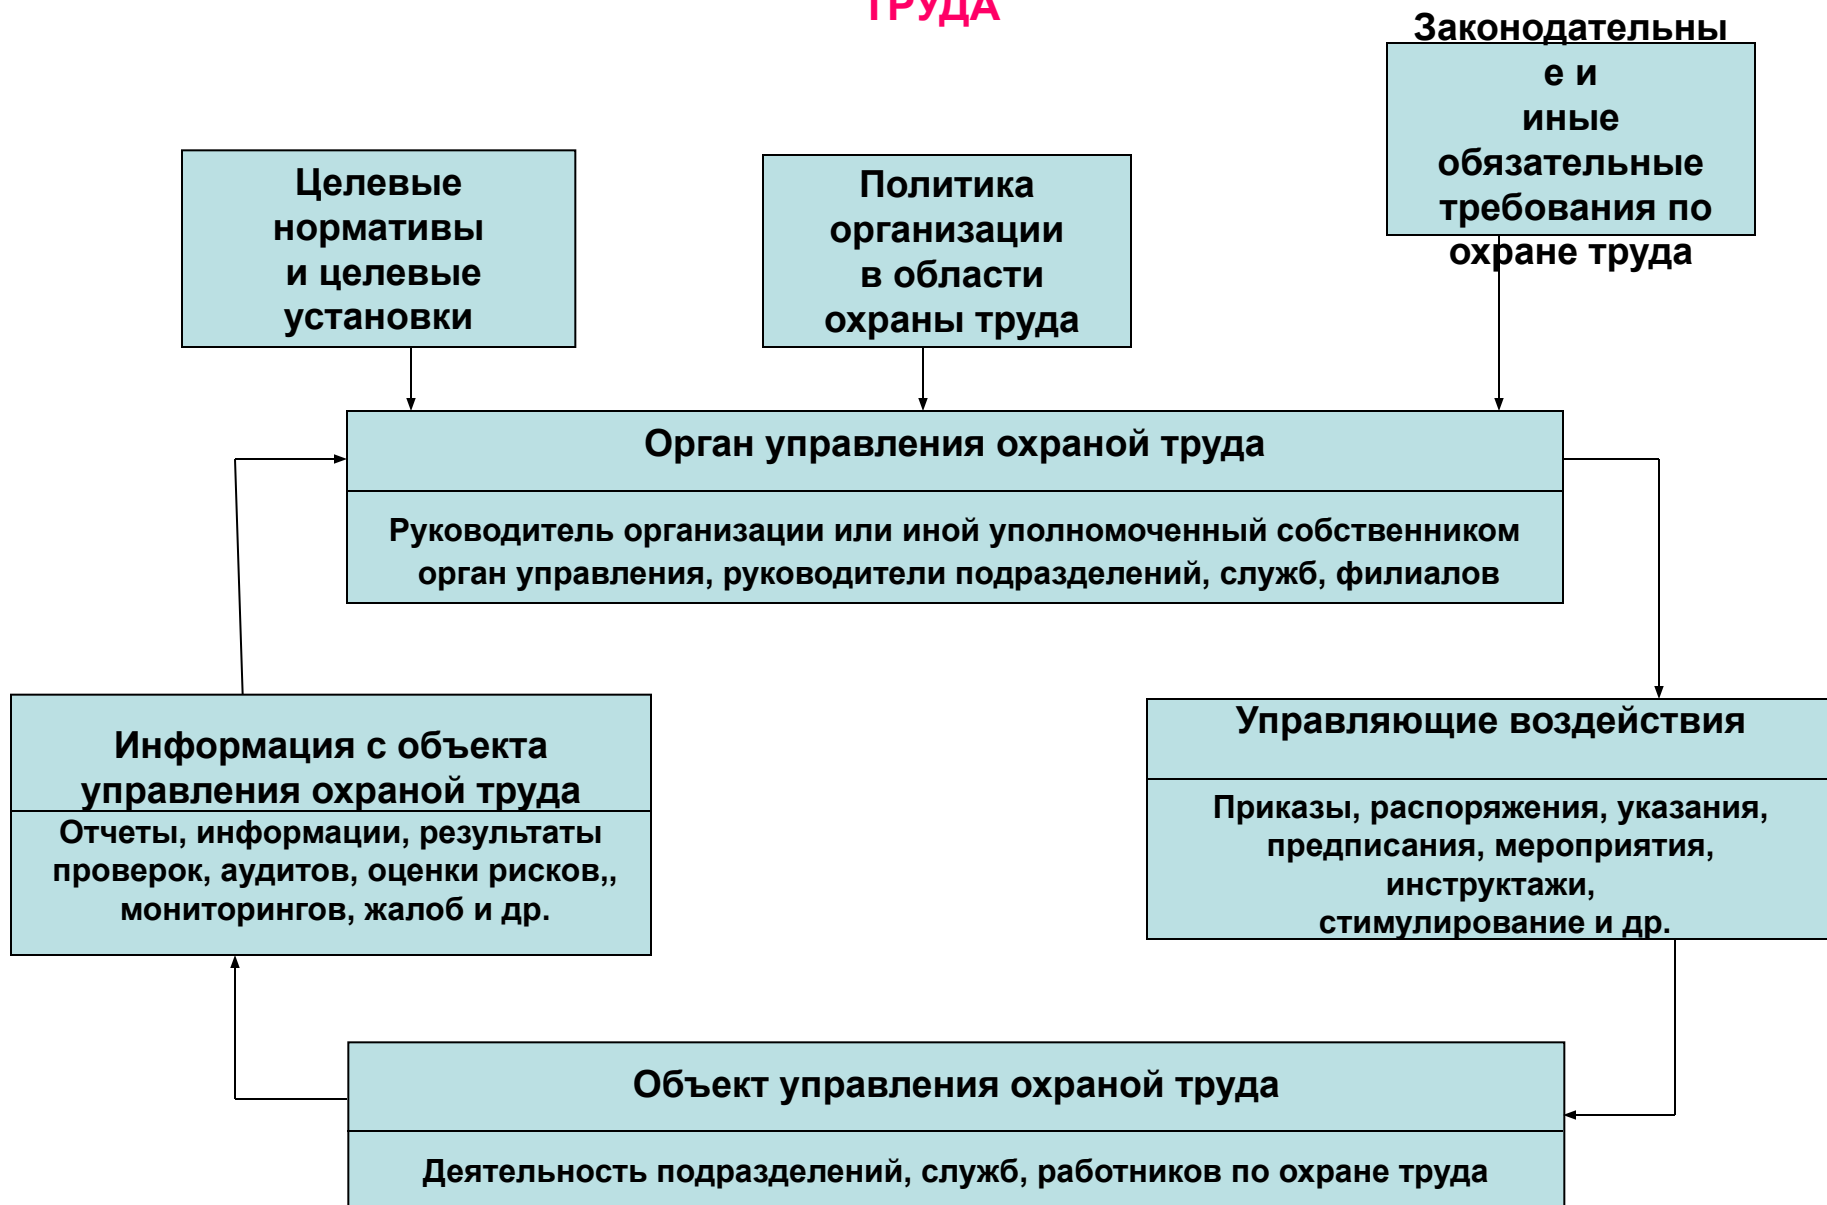 ТРУДА
Законодательны
е и
иные
обязательные
требования по
охране труда
Целевые
нормативы
и целевые
установки
Политика
организации
в области
охраны труда
Орган управления охраной труда
Руководитель организации или иной уполномоченный собственником
орган управления, руководители подразделений, служб, филиалов
Информация с объекта
управления охраной труда
Отчеты, информации, результаты
проверок, аудитов, оценки рисков,,
мониторингов, жалоб и др.
Управляющие воздействия
Приказы, распоряжения, указания,
предписания, мероприятия,
инструктажи,
стимулирование и др.
Объект управления охраной труда
Деятельность подразделений, служб, работников по охране труда